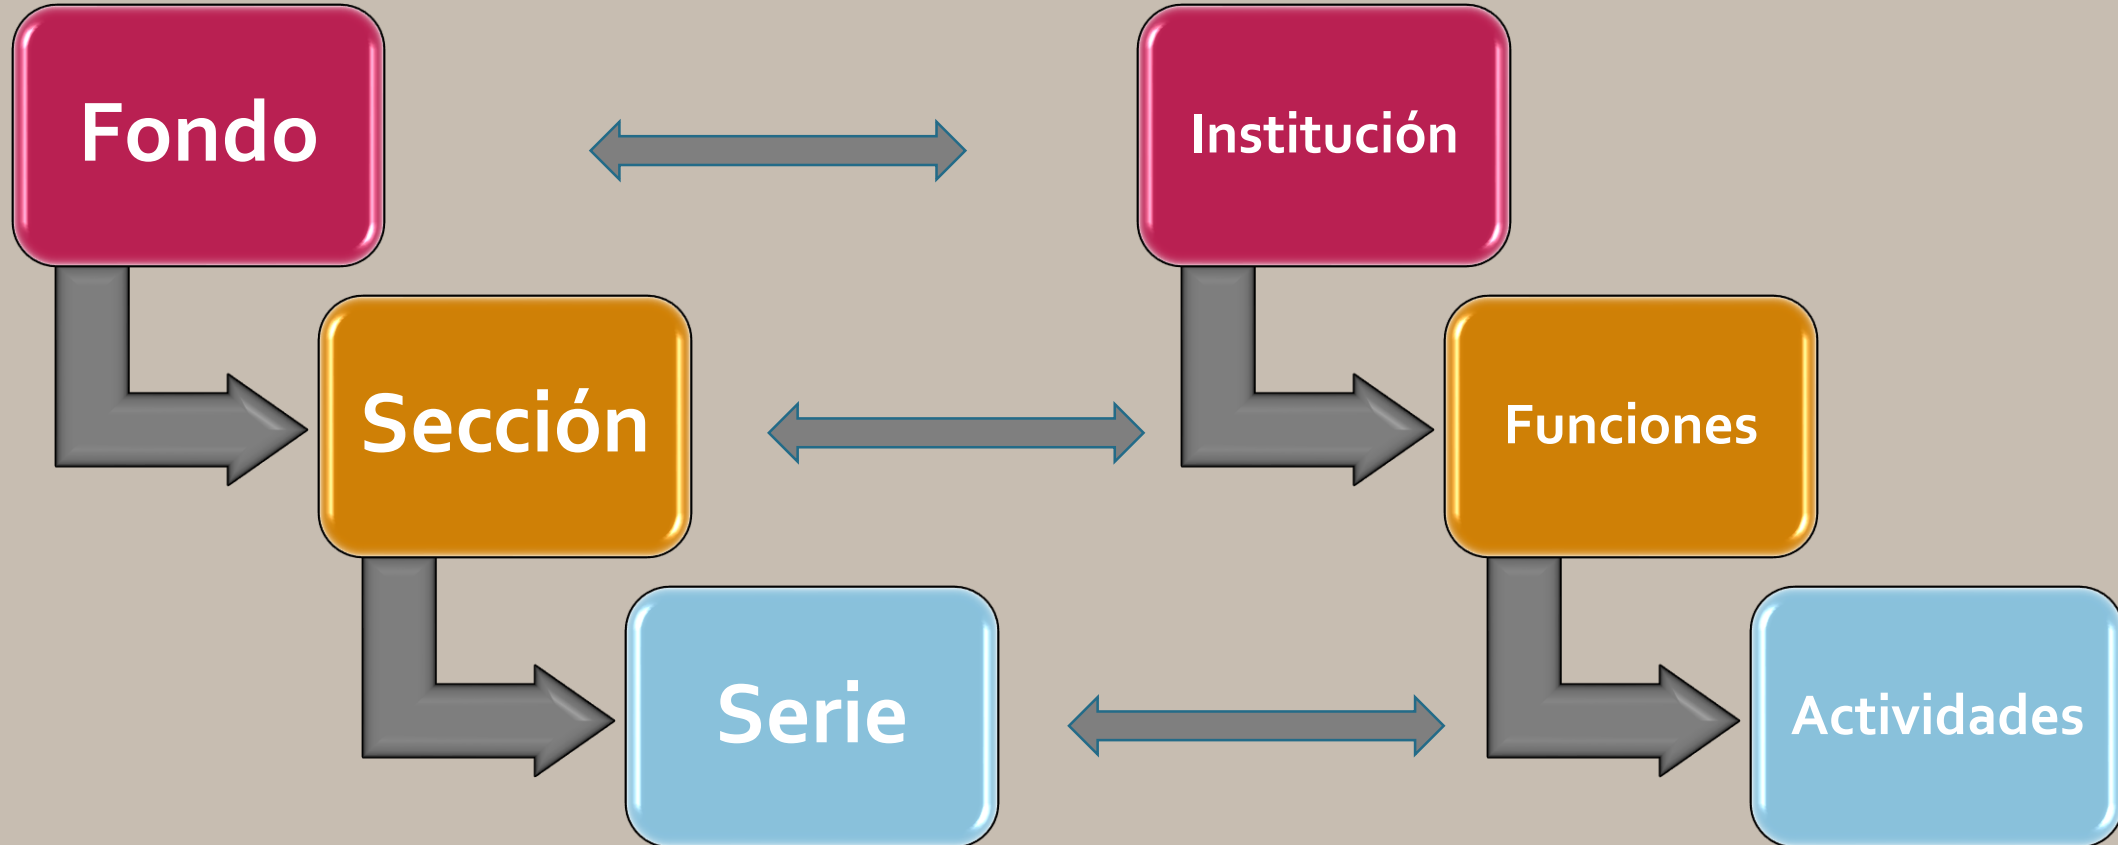 Fondo
Institución
Sección
Funciones
Serie
Actividades